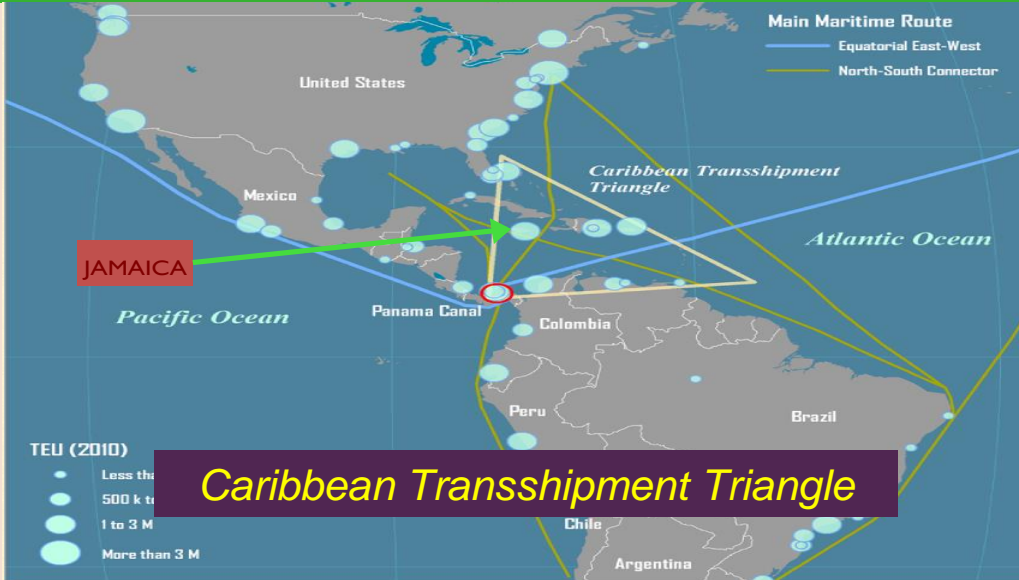 Main Maritime Route
Equatorial East-West
North-South Connector
United States
Caribbean Transshipment
Triangle
Mexico
Atlantic Ocean
JAMAICA
Pacific Ocean
Panama Canal
Colombia
Peru
Brazil
TEU (2010)
Less
500 k
1 to 3 M
More than 3 M
Caribbean Transshipment Triangle
Chile
Argentina